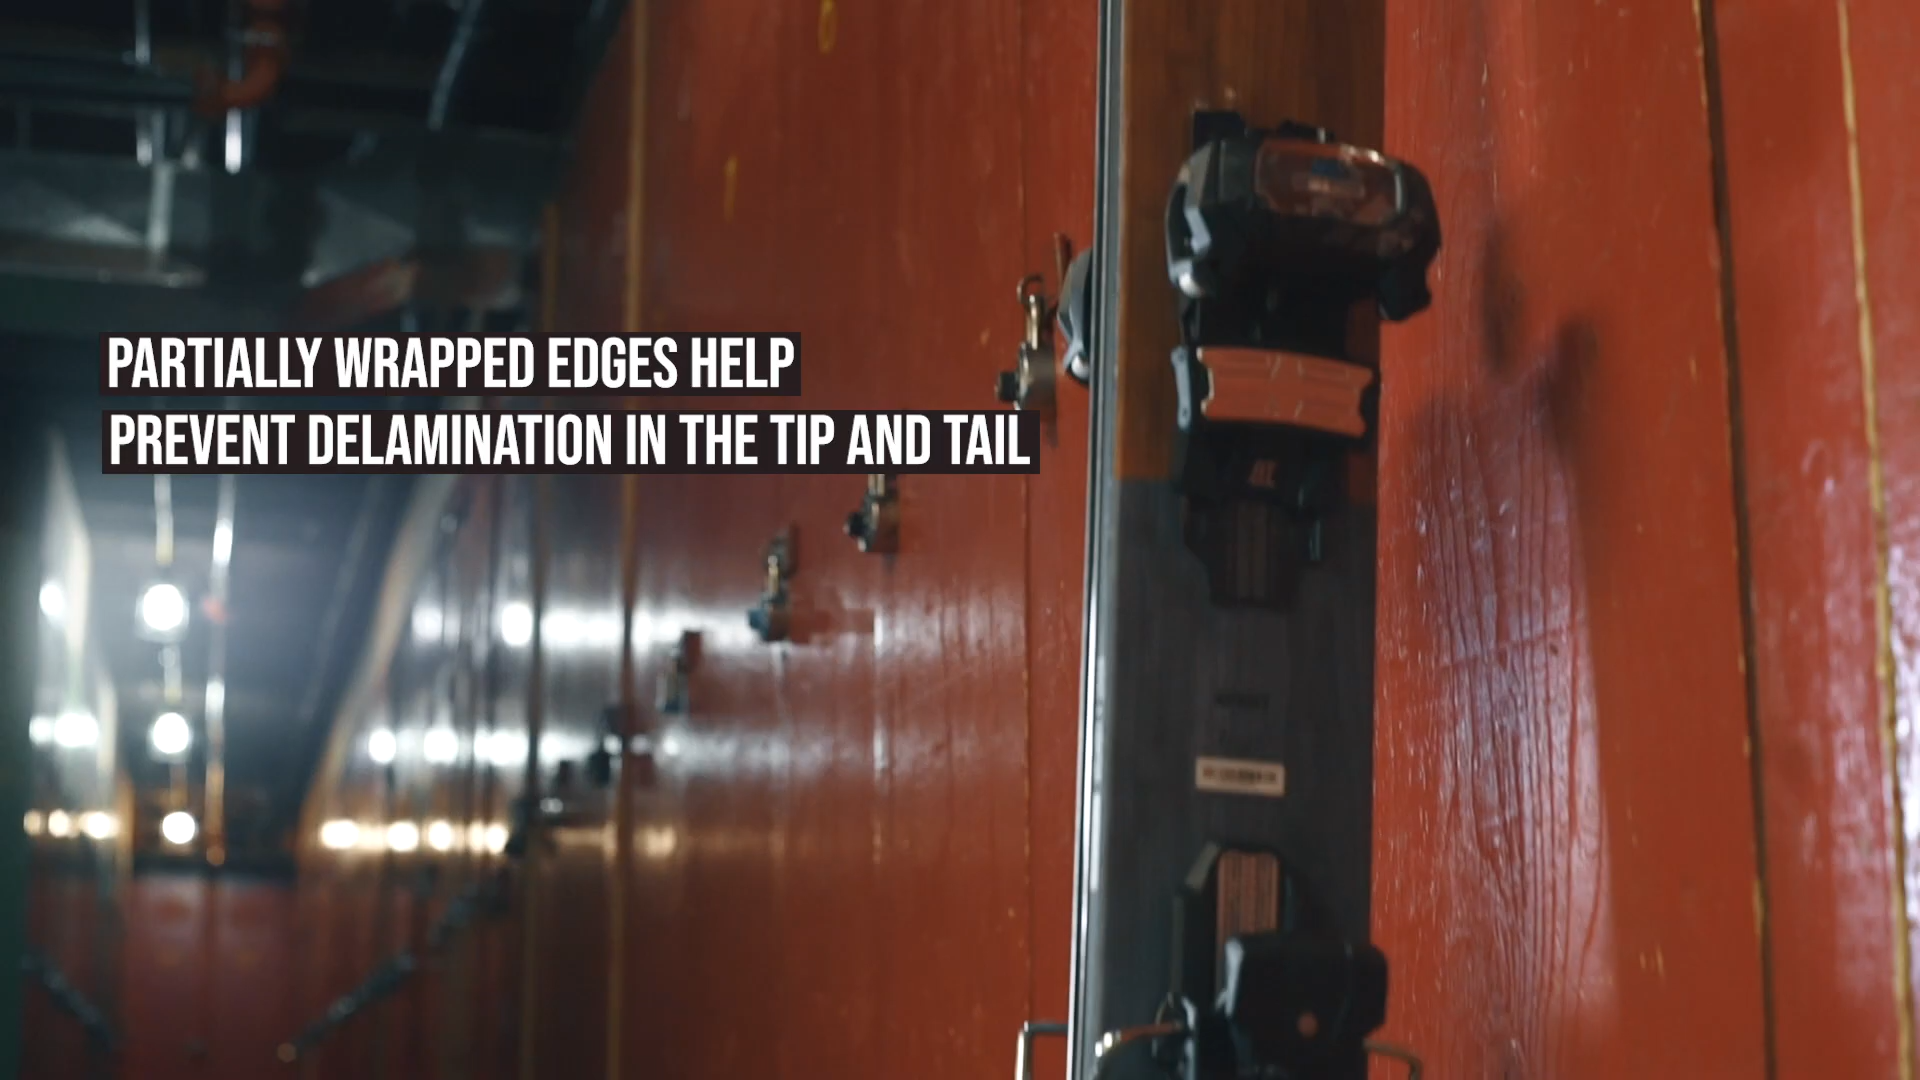 PARTIALLY WRAPPED EDGES HELP
PREVENT DELAMINATION IN THE TIP AND TAIL